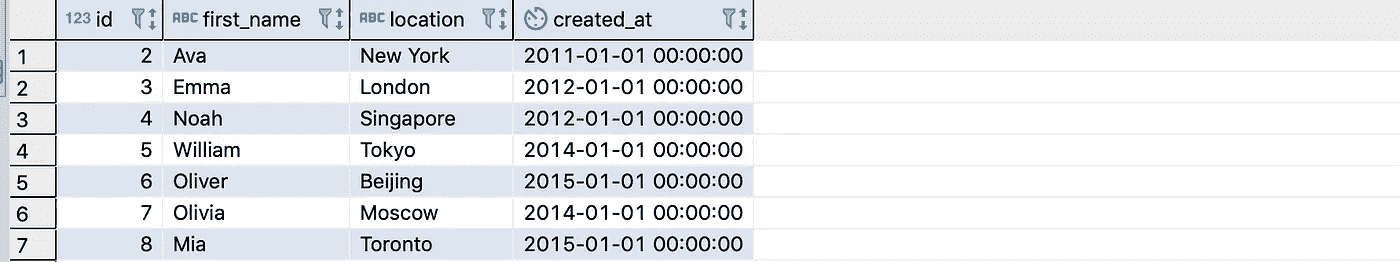 123 id ABC first_name ABC location created_at
1 2 Ava New York 2011-01-01 00:00:00
2 3 Emma London 2012-01-01 00:00:00
3 4 Noah Singapore 2012-01-01 00:00:00
4 5 William Tokyo 2014-01-01 00:00:00
5 6 Oliver Beijing 2015-01-01 00:00:00
6 7 Olivia Moscow 2014-01-01 00:00:00
7 8 Mia Toronto 2015-01-01 00:00:00